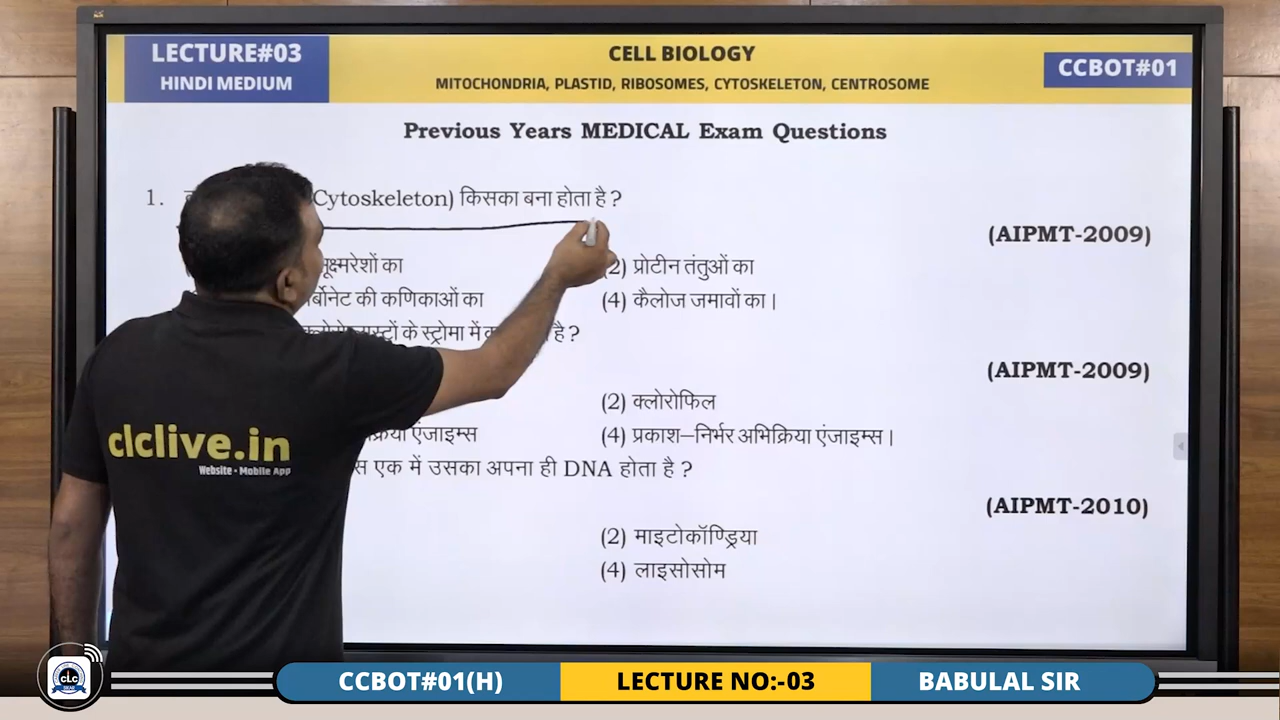 LECTURE#03
HINDI MEDIUM
CELL BIOLOGY
MITOCHONDRIA, PLASTID, RIBOSOMES, CYTOSKELETON, CENTROSOME
CCBOT#01
Previous Years MEDICAL Exam Questions
1. Cytoskeleton) किसका बना होता है ?
(AIPMT-2009)
का (2) प्रोटीन तंतुओं का
की कणिकाओं का (4) कैलोज जमावों का।
के स्ट्रोमा में है ?
(AIPMT-2009)
(2) क्लोरोफिल
एंजाइम्स (4) प्रकाश–निर्भर अभिक्रिया एंजाइम्स।
एक में उसका अपना ही DNA होता है ?
(AIPMT-2010)
(2) माइटोकॉण्ड्रिया
(4) लाइसोसोम
clclive.in
Website • Mobile App
CLC
CCBOT#01(H)
LECTURE NO:-03
BABULAL SIR